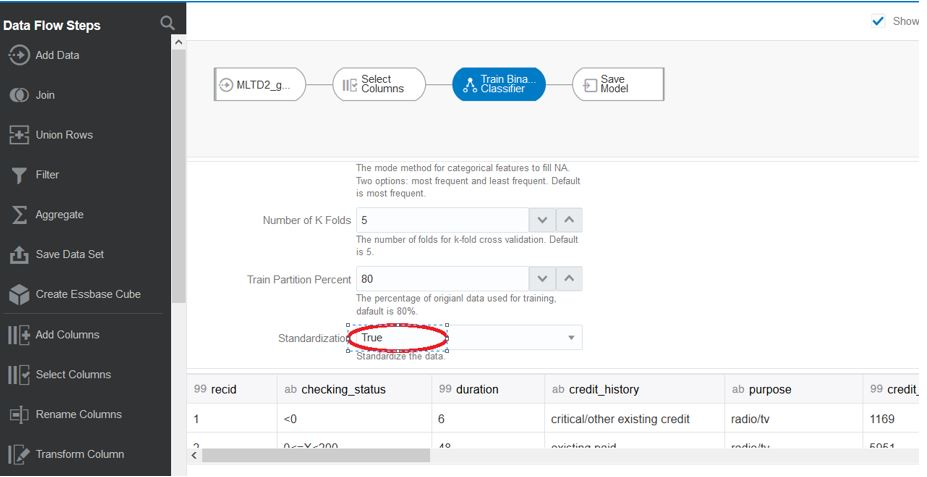 Data Flow Steps
Add Data
Join
Union Rows
Filter
Aggregate
Save Data Set
Create Essbase Cube
Add Columns
Select Columns
Rename Columns
Transform Column
Show
MLTD2_g...
Select
Columns
Train Bina...
Classifier
Save
Model
The mode method for categorical features to fill NA.
Two options: most frequent and least frequent. Default
is most frequent.
Number of K Folds 5
The number of folds for k-fold cross validation. Default
is 5.
Train Partition Percent 80
The percentage of origianl data used for training,
dafault is 80%.
Standardization True
Standardize the data.
99 recid ab checking_status 99 duration ab credit_history ab purpose 99 credit_
1 <0 6 critical/other existing credit radio/tv 1169
2 0<=X<200 48 existing paid radio/tv 5951